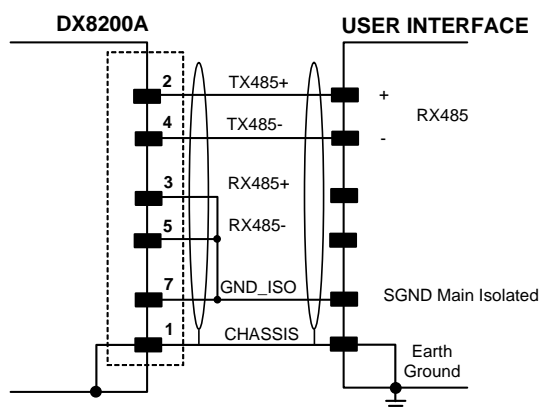 DX8200A
USER INTERFACE
2
TX485+
+
RX485
4
TX485-
-
3
RX485+
5
RX485-
7
GND_ISO
SGND Main Isolated
1
CHASSIS
Earth
Ground